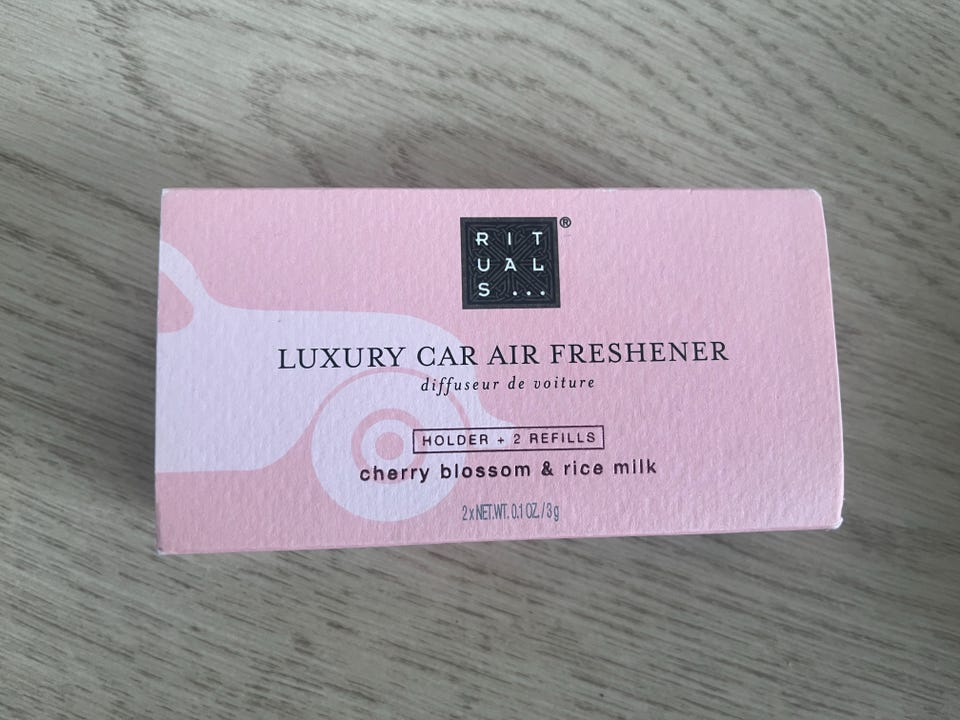 RIT
UAL
S...
®
LUXURY CAR AIR FRESHENER
diffuseur de voiture
HOLDER + 2 REFILLS
cherry blossom & rice milk
2 x NET.WT. 0.1 OZ. / 3 g